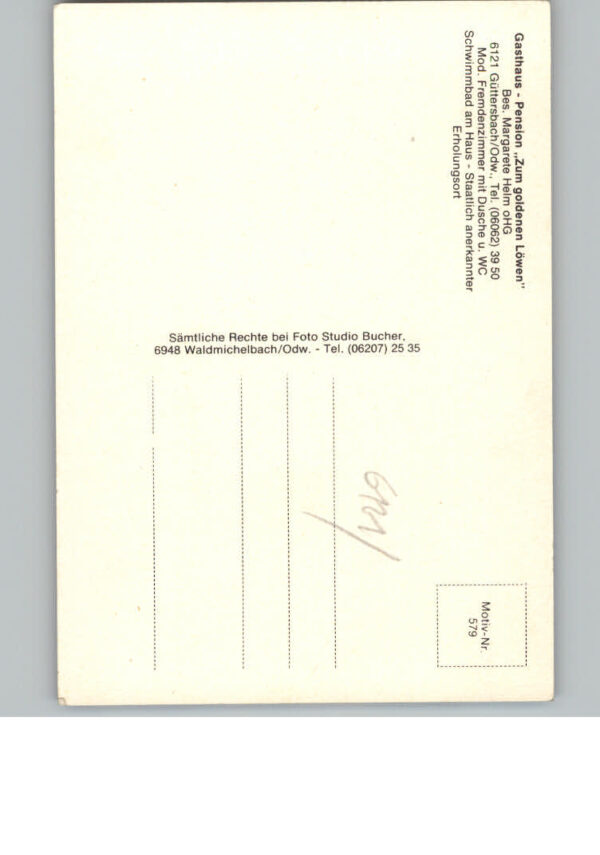 Gasthaus - Pension „Zum goldenen Löwen"
Bes. Margarete Helm oHG
6121 Güttersbach/Odw., Tel. (06062) 39 50
Mod. Fremdenzimmer mit Dusche u. WC
Schwimmbad am Haus - Staatlich anerkannter
Erholungsort
Sämtliche Rechte bei Foto Studio Bucher,
6948 Waldmichelbach/Odw. - Tel. (06207) 25 35
Motiv-Nr.
579